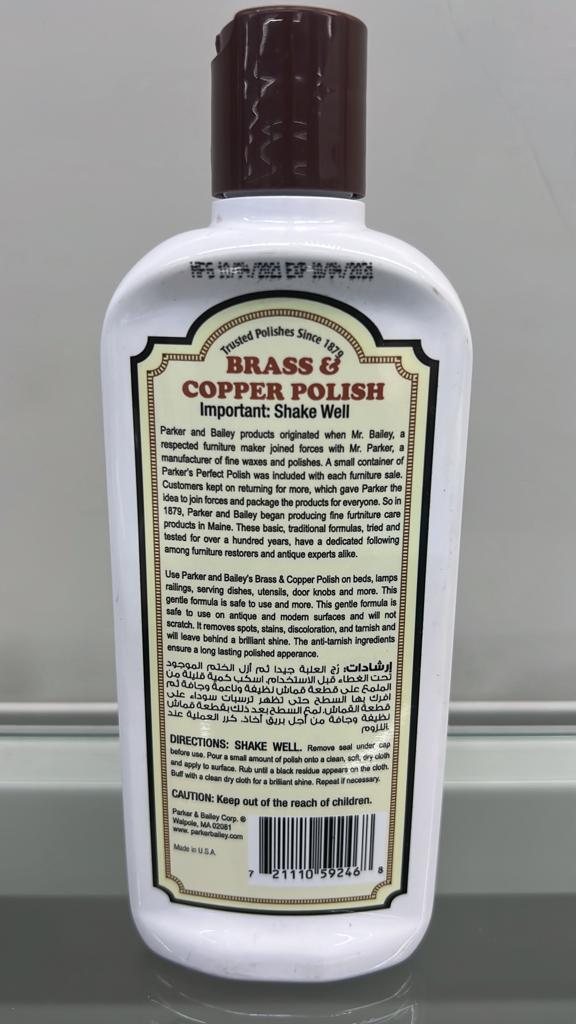 MFG 10/04/2021 EXP 10/04/2031
Trusted Polishes Since 1879
BRASS &
COPPER POLISH
Important: Shake Well
Parker and Bailey products originated when Mr. Bailey, a
respected furniture maker joined forces with Mr. Parker, a
manufacturer of fine waxes and polishes. A small container of
Parker's Perfect Polish was included with each furniture sale.
Customers kept on returning for more, which gave Parker the
idea to join forces and package the products for everyone. So in
1879, Parker and Bailey began producing fine furtniture care
products in Maine. These basic, traditional formulas, tried and
tested for over a hundred years, have a dedicated following
among furniture restorers and antique experts alike.
Use Parker and Bailey's Brass & Copper Polish on beds, lamps
railings, serving dishes, utensils, door knobs and more. This
gentle formula is safe to use and more. This gentle formula is
safe to use on antique and modern surfaces and will not
scratch. It removes spots, stains, discoloration, and tarnish and
will leave behind a brilliant shine. The anti-tarnish ingredients
ensure a long lasting polished apperance.
إرشادات: رج العلبة جيدا ثم أزل الختم الموجود
تحت الغطاء قبل الاستخدام. اسكب كمية قليلة من
الملمع على قطعة قماش نظيفة وناعمة وجافة ثم
افرك بها السطح حتى تظهر ترسبات سوداء على
قطعة القماش. لمع السطح بعد ذلك بقطعة قماش
نظيفة وجافة من أجل بريق أخاذ. كرر العملية عند
اللزوم.
DIRECTIONS: SHAKE WELL. Remove seal under cap
before use. Pour a small amount of polish onto a clean, soft, dry cloth
and apply to surface. Rub until a black residue appears on the cloth.
Buff with a clean dry cloth for a brilliant shine. Repeat if necessary.
CAUTION: Keep out of the reach of children.
Parker & Bailey Corp. ®
Walpole, MA 02081
www. parkerbailey.com
Made in U.S.A.
7 21110 59246 8